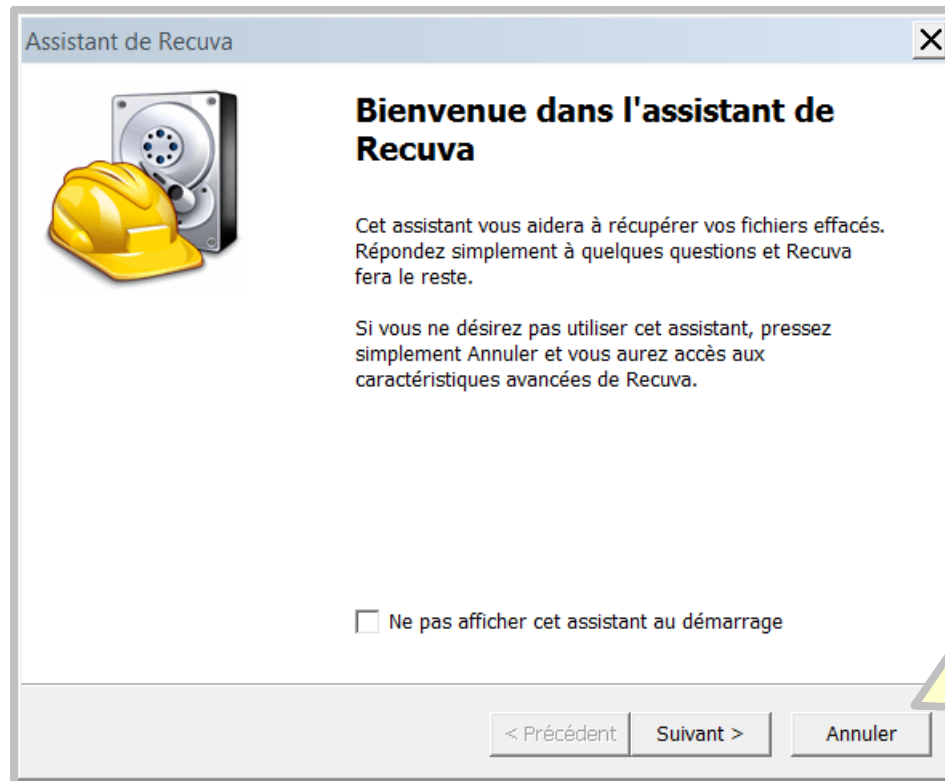 Assistant de Recuva
Bienvenue dans l'assistant de
Recuva
Cet assistant vous aidera à récupérer vos fichiers effacés.
Répondez simplement à quelques questions et Recuva
fera le reste.
Si vous ne désirez pas utiliser cet assistant, pressez
simplement Annuler et vous aurez accès aux
caractéristiques avancées de Recuva.
Ne pas afficher cet assistant au démarrage
< Précédent Suivant > Annuler